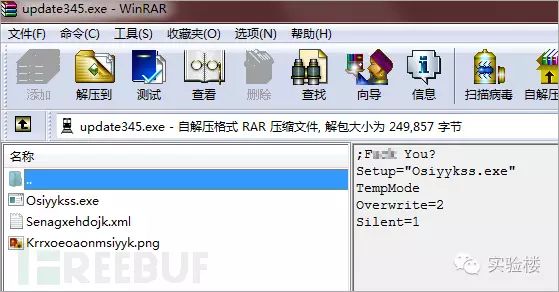 update345.exe - WinRAR
文件(F) 命令(C) 工具(S) 收藏夹(O) 选项(N) 帮助(H)
添加 解压到 测试 查看 删除 查找 向导 信息 扫描病毒 自解压
update345.exe - 自解压格式 RAR 压缩文件, 解包大小为 249,857 字节
名称
..
Osiyykss.exe
Senagxehdojk.xml
Krrxoeoaonmsiyyk.png
;F k You?
Setup="Osiyykss.exe"
TempMode
Overwrite=2
Silent=1
FREEBUF
实验楼